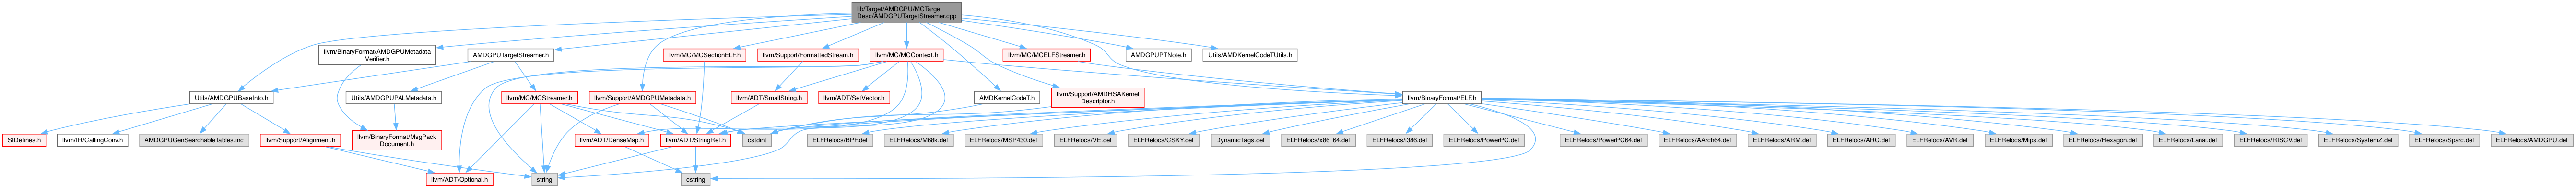 lib/Target/AMDGPU/MCTarget
Desc/AMDGPUTargetStreamer.cpp
llvm/BinaryFormat/AMDGPUMetadata
Verifier.h
AMDGPUTargetStreamer.h
llvm/MC/MCSectionELF.h
llvm/Support/FormattedStream.h
llvm/MC/MCContext.h
llvm/MC/MCELFStreamer.h
AMDGPUPTNote.h
Utils/AMDKernelCodeTUtils.h
Utils/AMDGPUBaseInfo.h
Utils/AMDGPUPALMetadata.h
llvm/MC/MCStreamer.h
llvm/Support/AMDGPUMetadata.h
llvm/ADT/SmallString.h
llvm/ADT/SetVector.h
AMDKernelCodeT.h
llvm/Support/AMDHSAKernel
Descriptor.h
llvm/BinaryFormat/ELF.h
SIDefines.h
llvm/IR/CallingConv.h
AMDGPUGenSearchableTables.inc
llvm/Support/Alignment.h
llvm/BinaryFormat/MsgPack
Document.h
llvm/ADT/DenseMap.h
llvm/ADT/StringRef.h
cstdint
ELFRelocs/BPF.def
ELFRelocs/M68k.def
ELFRelocs/MSP430.def
ELFRelocs/VE.def
ELFRelocs/CSKY.def
DynamicTags.def
ELFRelocs/x86_64.def
ELFRelocs/i386.def
ELFRelocs/PowerPC.def
ELFRelocs/PowerPC64.def
ELFRelocs/AArch64.def
ELFRelocs/ARM.def
ELFRelocs/ARC.def
ELFRelocs/AVR.def
ELFRelocs/Mips.def
ELFRelocs/Hexagon.def
ELFRelocs/Lanai.def
ELFRelocs/RISCV.def
ELFRelocs/SystemZ.def
ELFRelocs/Sparc.def
ELFRelocs/AMDGPU.def
llvm/ADT/Optional.h
string
cstring